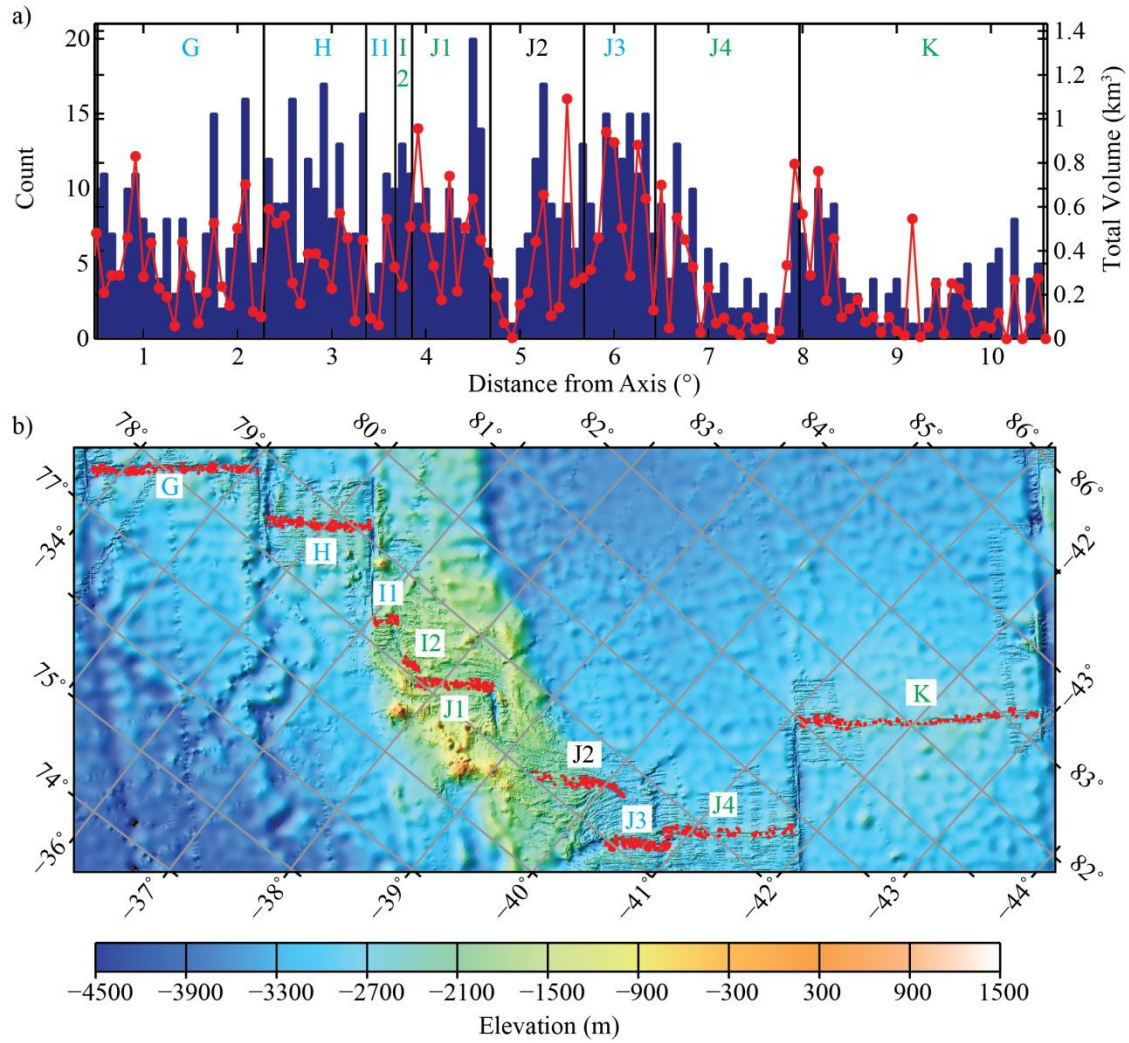 a)
20
15
10
5
0
Count
G
H
I1
I
2
J1
J2
J3
J4
K
1.4
1.2
1
0.8
0.6
0.4
0.2
0
Total Volume (km³)
1 2 3 4 5 6 7 8 9 10
Distance from Axis (°)
b)
78° 79° 80° 81° 82° 83° 84° 85° 86°
77°
−34°
75°
74°
−36°
86°
−42°
−43°
83°
82°
G
H
I1
I2
J1
J2
J3
J4
K
−37° −38° −39° −40° −41° −42° −43° −44°
−4500 −3900 −3300 −2700 −2100 −1500 −900 −300 300 900 1500
Elevation (m)